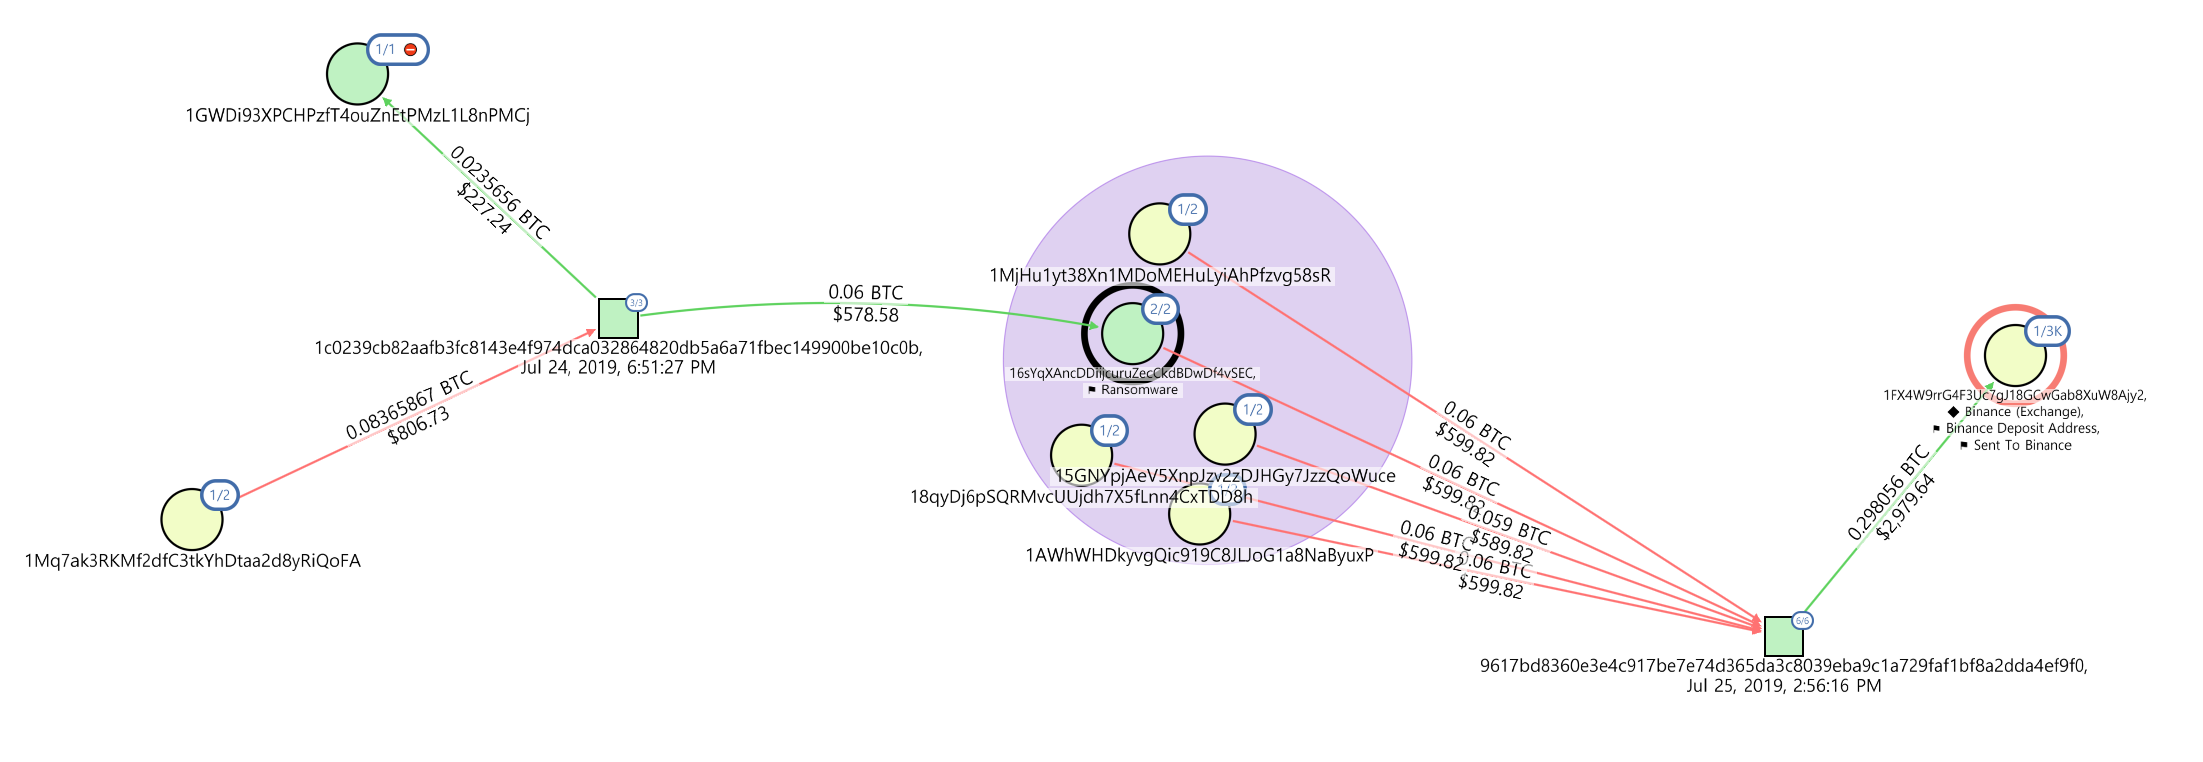 1/1
1GWDi93XPCHPzfT4ouZnEtPMzL1L8nPMCj
0.0235656 BTC
$227.24
1/2
1MjHu1yt38Xn1MDoMEHuLyiAhPfzvg58sR
0.06 BTC
$578.58
3/3
1c0239cb82aafb3fc8143e4f974dca032864820db5a6a71fbec149900be10c0b,
Jul 24, 2019, 6:51:27 PM
2/2
⚑ Ransomware
1/3K
1FX4W9rrG4F3Uc7gJ18GCwGab8XuW8Ajy2,
◆ Binance (Exchange),
⚑ Binance Deposit Address,
⚑ Sent To Binance
0.08365867 BTC
$806.73
1/2
1Mq7ak3RKMf2dfC3tkYhDtaa2d8yRiQoFA
1/2
1/2
15GNYpjAeV5XnpJzv2zDJHGy7JzzQoWuce
18qyDj6pSQRMvcUUjdh7X5fLnn4CxTDD8h
1AWhWHDkyvgQic919C8JLJoG1a8NaByuxP
0.06 BTC
$599.82
0.06 BTC
$599.82
0.059 BTC
$589.82
0.06 BTC
$599.82
0.06 BTC
$599.82
0.298056 BTC
$2,979.64
6/6
9617bd8360e3e4c917be7e74d365da3c8039eba9c1a729faf1bf8a2dda4ef9f0,
Jul 25, 2019, 2:56:16 PM